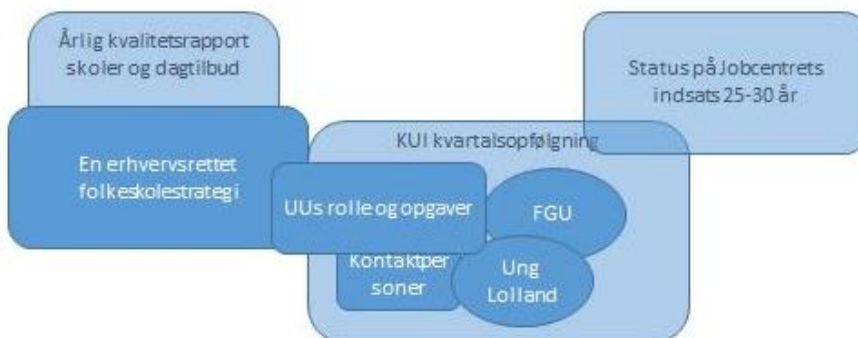 Årlig kvalitetsrapport
skoler og dagtilbud
Status på Jobcentrets
indsats 25-30 år
En erhvervsrettet
folkeskolestrategi
KUI kvartalsopfølgning
UUs rolle og opgaver
FGU
Kontaktper
soner
Ung
Lolland